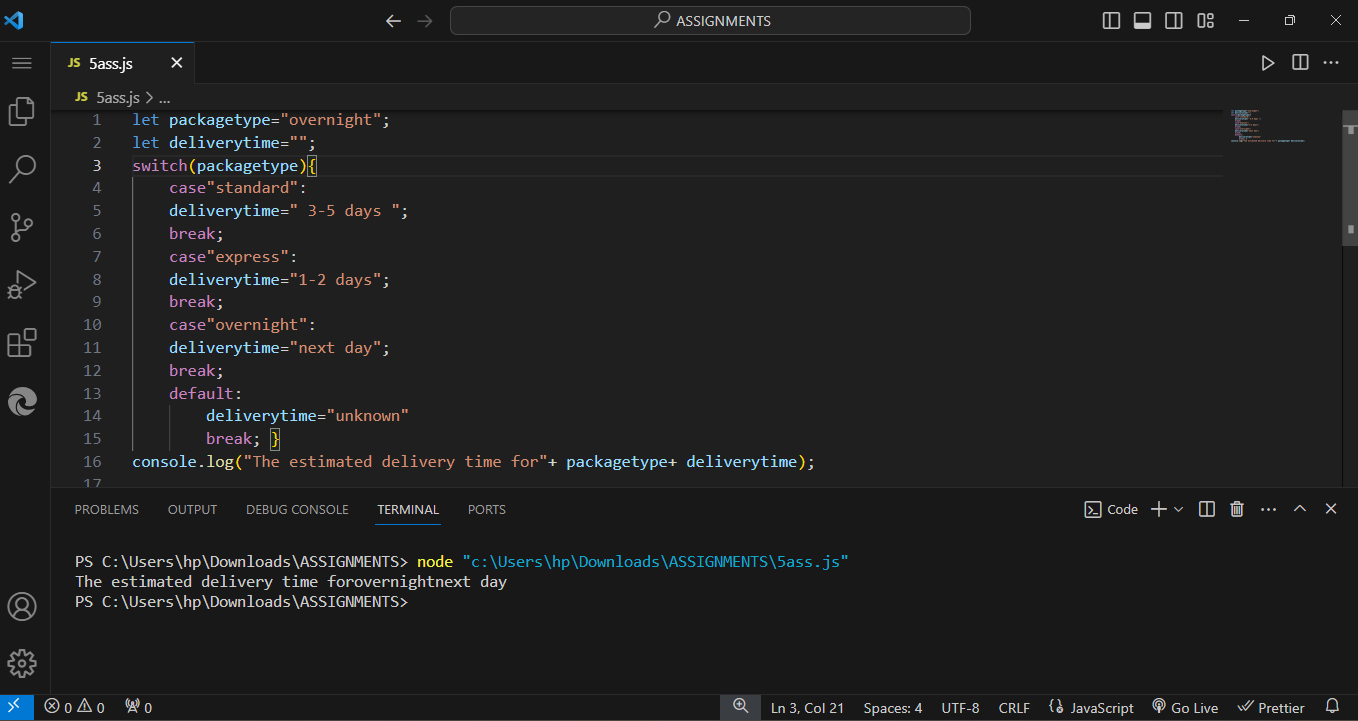 ASSIGNMENTS
JS 5ass.js
JS 5ass.js > ...
1 let packagetype="overnight";
2 let deliverytime="";
3 switch(packagetype){
4 case"standard":
5 deliverytime=" 3-5 days ";
6 break;
7 case"express":
8 deliverytime="1-2 days";
9 break;
10 case"overnight":
11 deliverytime="next day";
12 break;
13 default:
14 deliverytime="unknown"
15 break; }
16 console.log("The estimated delivery time for"+ packagetype+ deliverytime);
17
PROBLEMS OUTPUT DEBUG CONSOLE TERMINAL PORTS Code
PS C:\Users\hp\Downloads\ASSIGNMENTS> node "c:\Users\hp\Downloads\ASSIGNMENTS\5ass.js"
The estimated delivery time forovernightnext day
PS C:\Users\hp\Downloads\ASSIGNMENTS>
0 0 0 Ln 3, Col 21 Spaces: 4 UTF-8 CRLF {} JavaScript Go Live Prettier